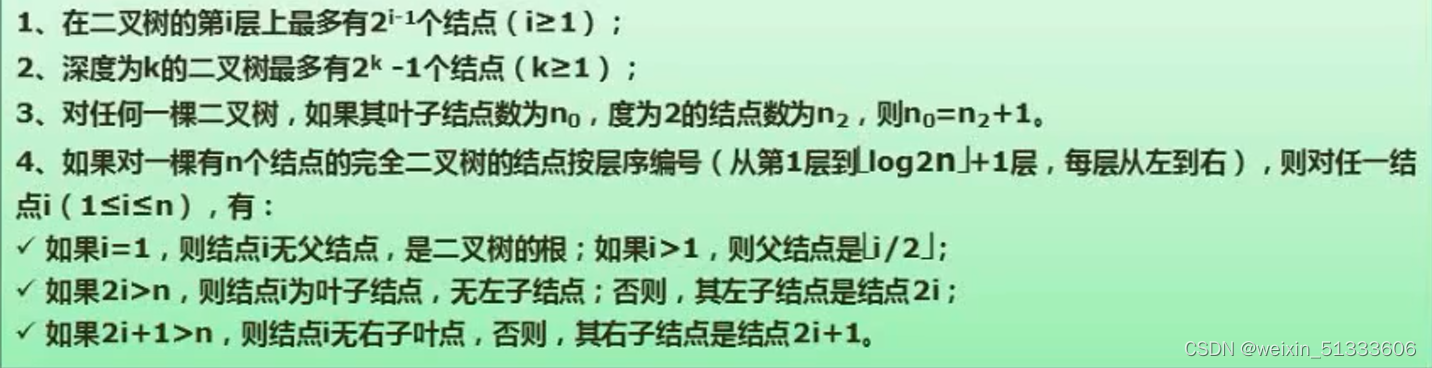 1、在二叉树的第i层上最多有2^{i-1}个结点（i≥1）；
2、深度为k的二叉树最多有2^k -1个结点（k≥1）；
3、对任何一棵二叉树，如果其叶子结点数为n_0，度为2的结点数为n_2，则n_0=n_2+1。
4、如果对一棵有n个结点的完全二叉树的结点按层序编号（从第1层到⌊log2n⌋+1层，每层从左到右），则对任一结
点i（1≤i≤n），有：
✓ 如果i=1，则结点i无父结点，是二叉树的根；如果i>1，则父结点是⌊i/2⌋；
✓ 如果2i>n，则结点i为叶子结点，无左子结点；否则，其左子结点是结点2i；
✓ 如果2i+1>n，则结点i无右子叶点，否则，其右子结点是结点2i+1。
CSDN @weixin_51333606